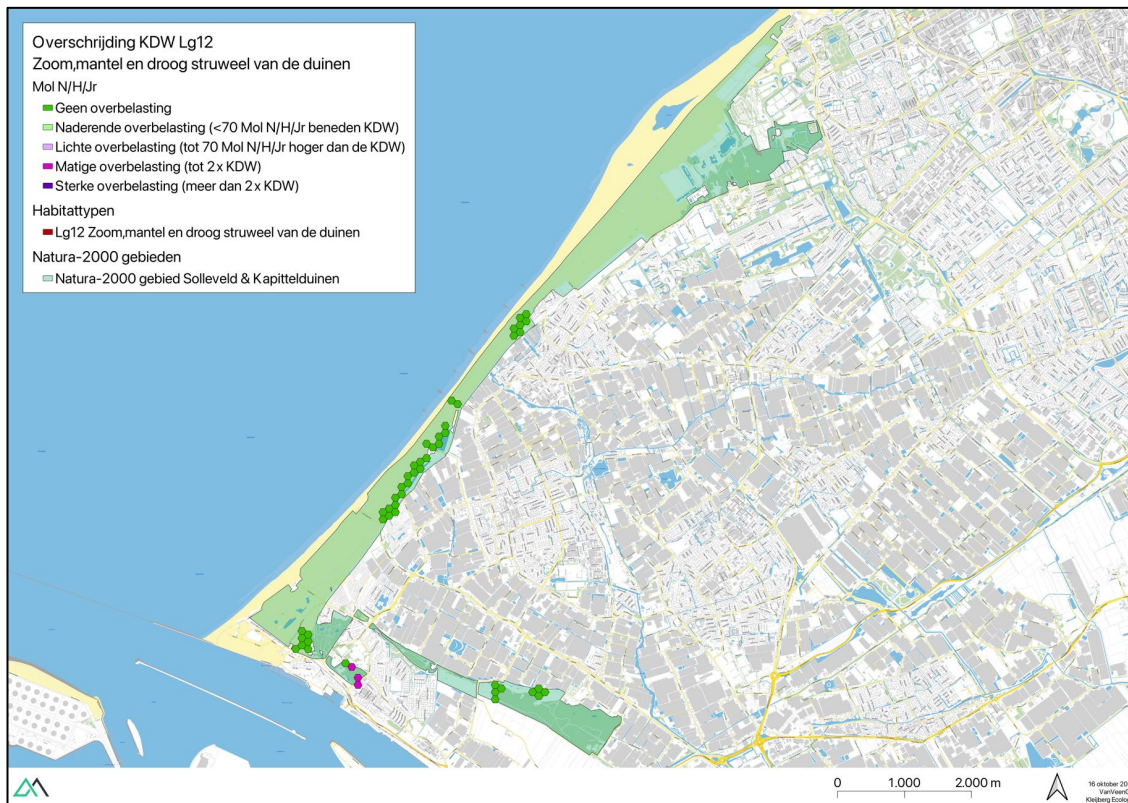 Overschrijding KDW Lg12
Zoom,mantel en droog struweel van de duinen
Mol N/H/Jr
Geen overbelasting
Naderende overbelasting (<70 Mol N/H/Jr beneden KDW)
Lichte overbelasting (tot 70 Mol N/H/Jr hoger dan de KDW)
Matige overbelasting (tot 2 x KDW)
Sterke overbelasting (meer dan 2 x KDW)
Habitattypen
Lg12 Zoom,mantel en droog struweel van de duinen
Natura-2000 gebieden
Natura-2000 gebied Solleveld & Kapittelduinen
0 1.000 2.000 m
16 oktober 20
VanVeenG
Kleijberg Ecolog